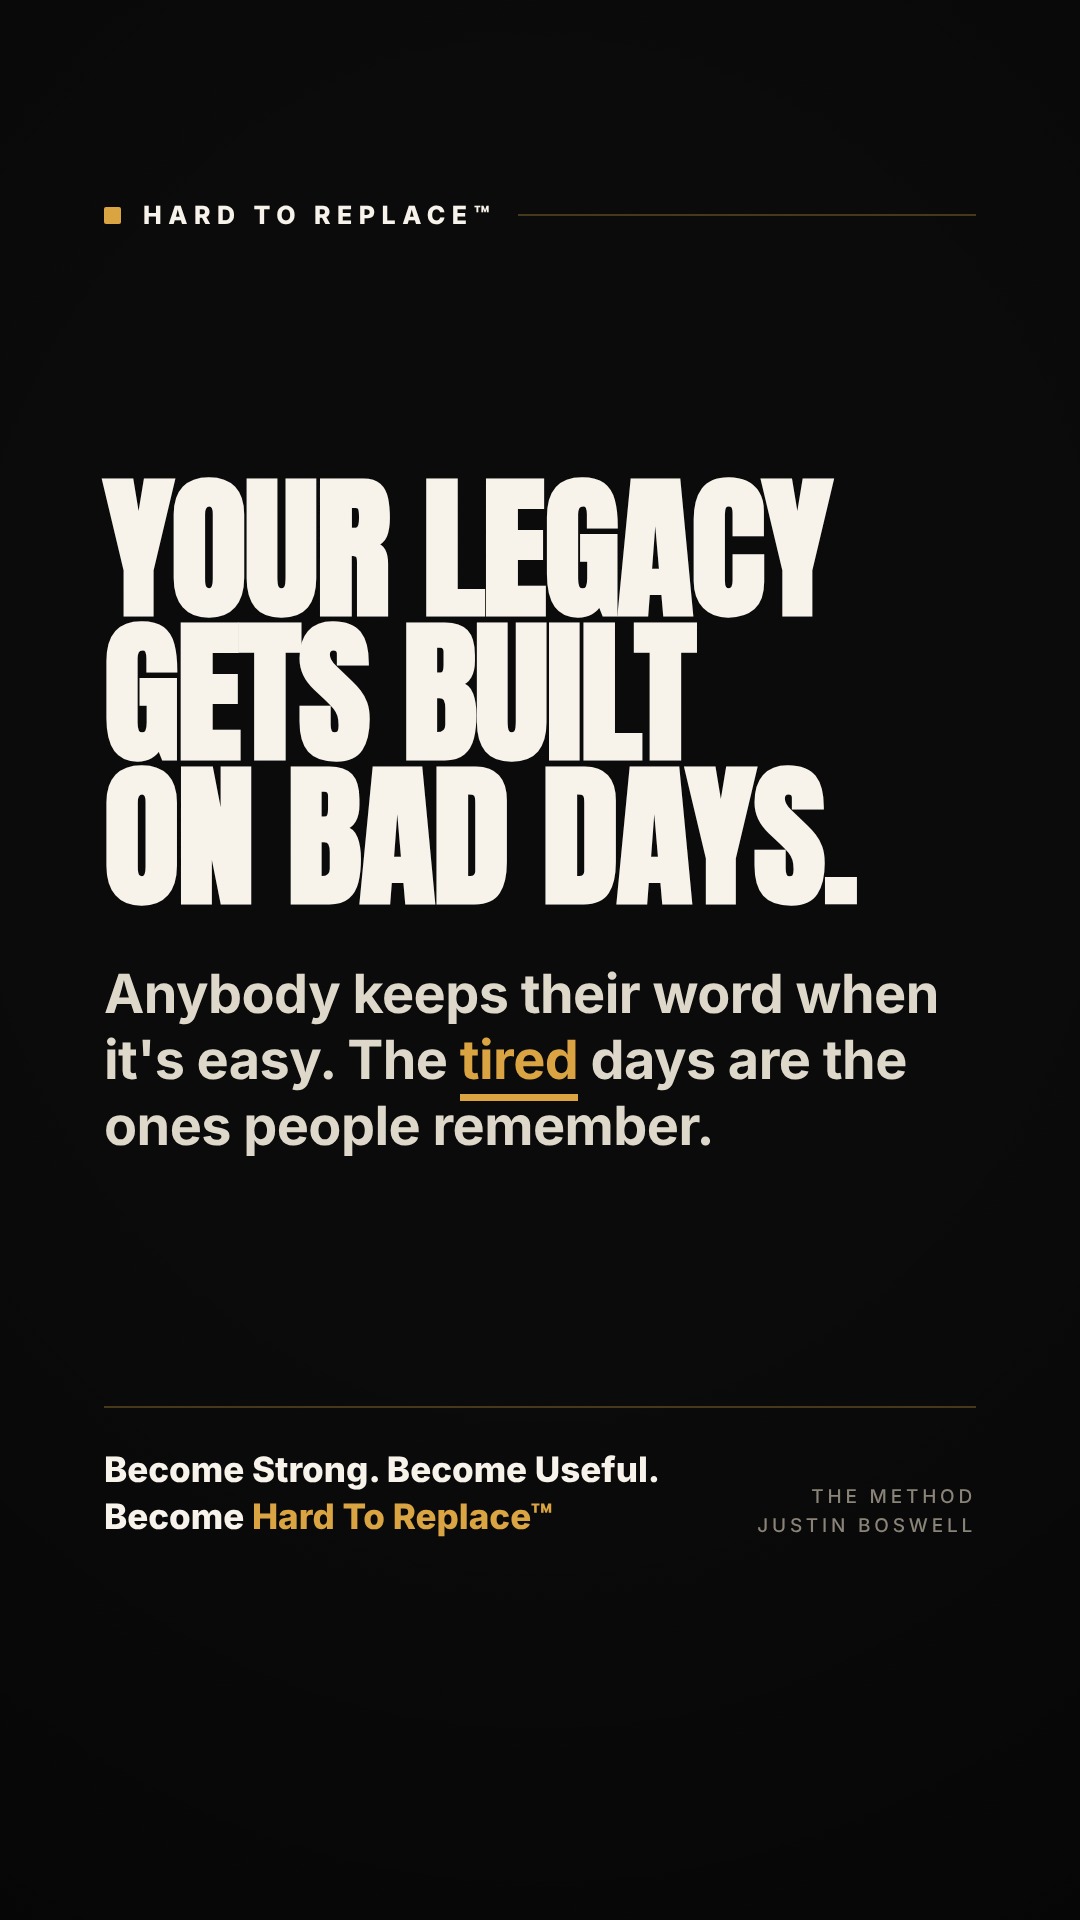 HARD TO REPLACE™
YOUR LEGACY
GETS BUILT
ON BAD DAYS.
Anybody keeps their word when
it's easy. The tired days are the
ones people remember.
Become Strong. Become Useful.
Become Hard To Replace™
THE METHOD
JUSTIN BOSWELL